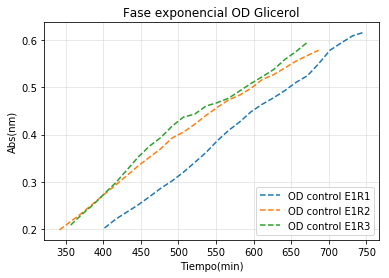 Fase exponencial OD Glicerol
Abs(nm)
0.6
0.5
0.4
0.3
0.2
350 400 450 500 550 600 650 700 750
Tiempo(min)
OD control E1R1
OD control E1R2
OD control E1R3